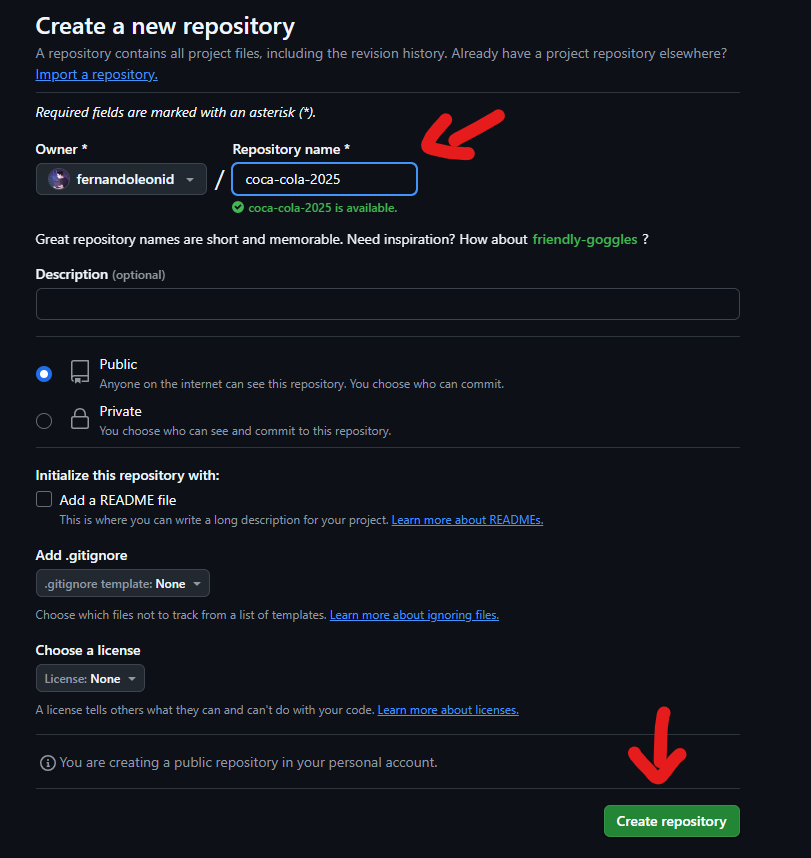 Create a new repository
A repository contains all project files, including the revision history. Already have a project repository elsewhere?
Import a repository.
Required fields are marked with an asterisk (*).
Owner *
Repository name *
fernandoleonid
/
coca-cola-2025
coca-cola-2025 is available.
Great repository names are short and memorable. Need inspiration? How about friendly-goggles ?
Description (optional)
Public
Anyone on the internet can see this repository. You choose who can commit.
Private
You choose who can see and commit to this repository.
Initialize this repository with:
Add a README file
This is where you can write a long description for your project. Learn more about READMEs.
Add .gitignore
.gitignore template: None
Choose which files not to track from a list of templates. Learn more about ignoring files.
Choose a license
License: None
A license tells others what they can and can't do with your code. Learn more about licenses.
You are creating a public repository in your personal account.
Create repository